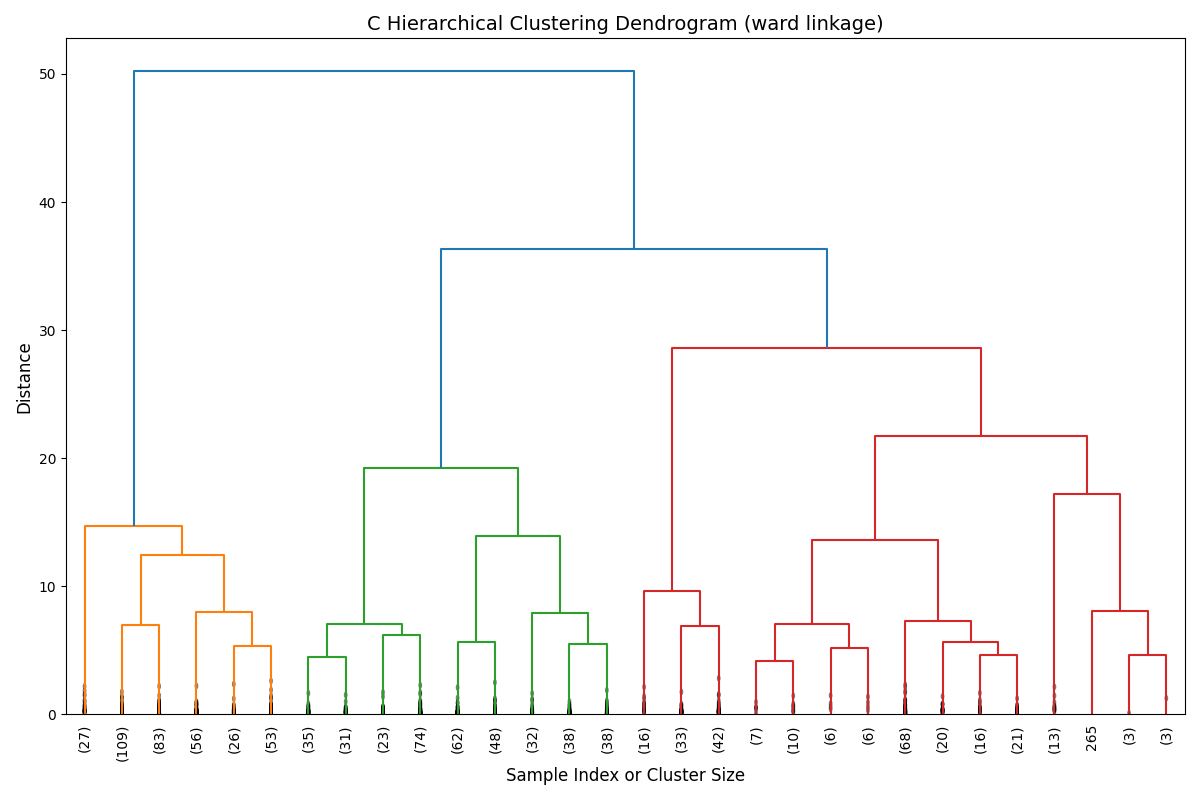 C Hierarchical Clustering Dendrogram (ward linkage)
50
40
30
20
10
0
Distance
(27) (109) (83) (56) (26) (53) (35) (31) (23) (74) (62) (48) (32) (38) (38) (16) (33) (42) (7) (10) (6) (6) (68) (20) (16) (21) (13) 265 (3) (3)
Sample Index or Cluster Size